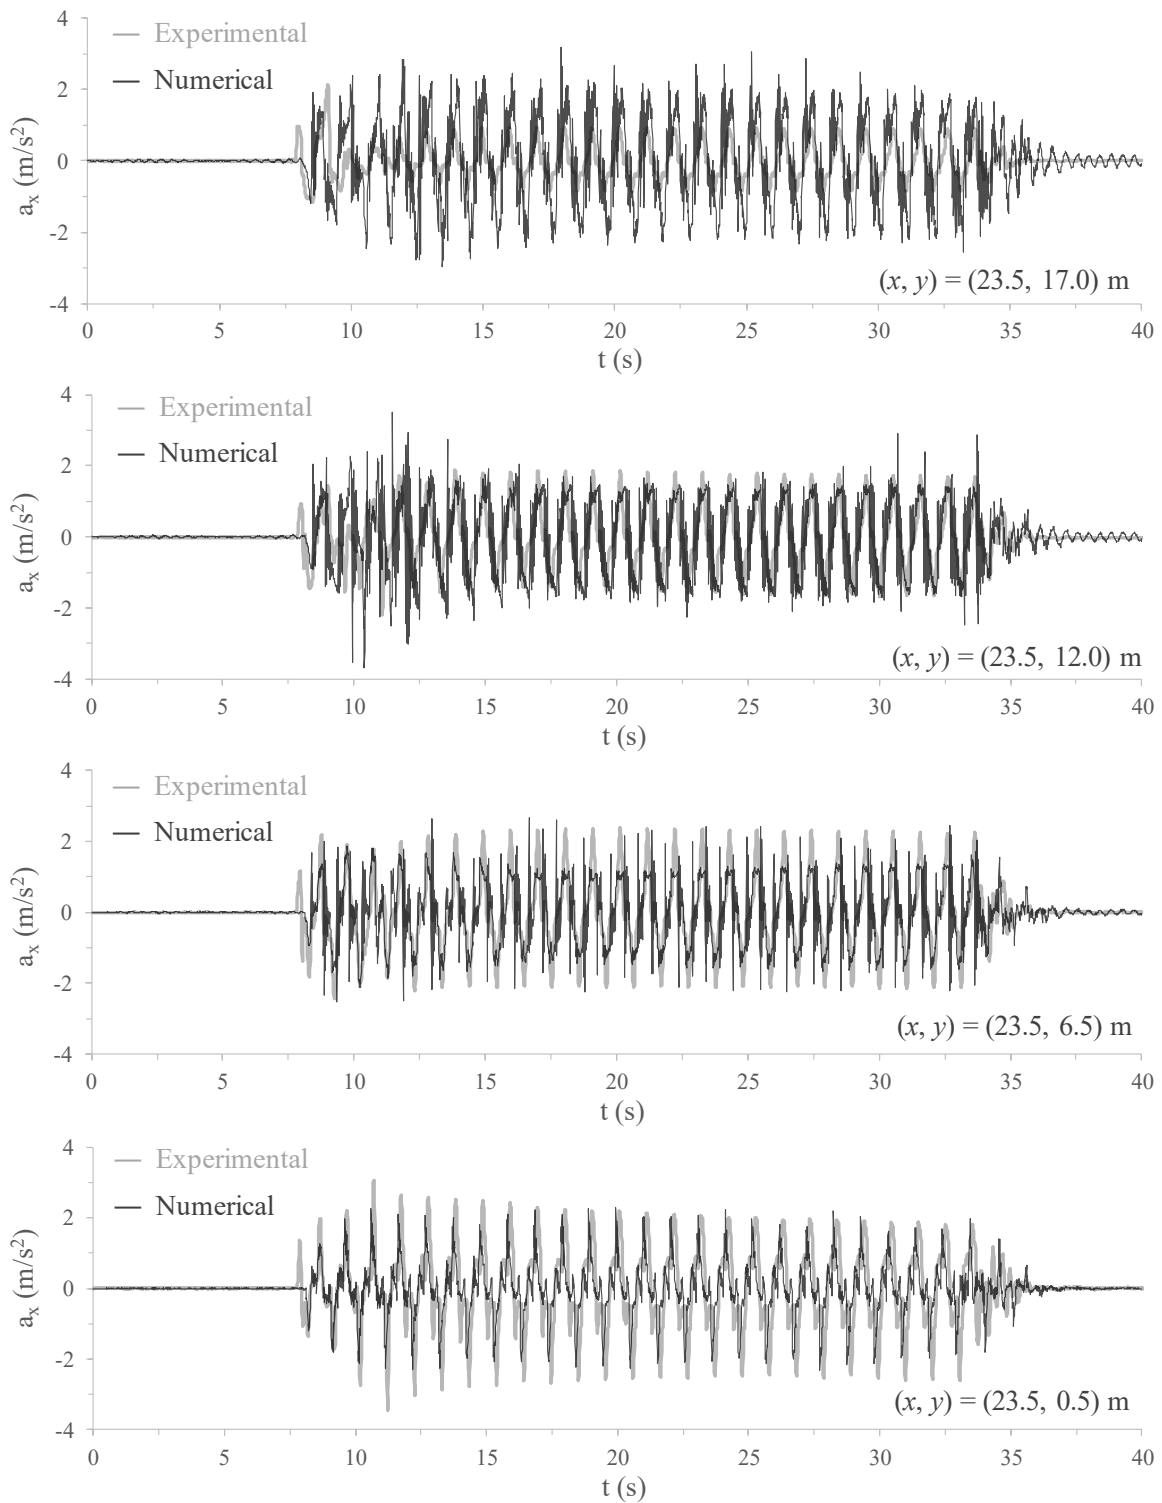 4
Experimental
Numerical
2
0
-2
-4
aₓ (m/s²)
(x, y) = (23.5, 17.0) m
0 5 10 15 20 25 30 35 40
t (s)
4
Experimental
Numerical
2
0
-2
-4
aₓ (m/s²)
(x, y) = (23.5, 12.0) m
0 5 10 15 20 25 30 35 40
t (s)
4
Experimental
Numerical
2
0
-2
-4
aₓ (m/s²)
(x, y) = (23.5, 6.5) m
0 5 10 15 20 25 30 35 40
t (s)
4
Experimental
Numerical
2
0
-2
-4
aₓ (m/s²)
(x, y) = (23.5, 0.5) m
0 5 10 15 20 25 30 35 40
t (s)